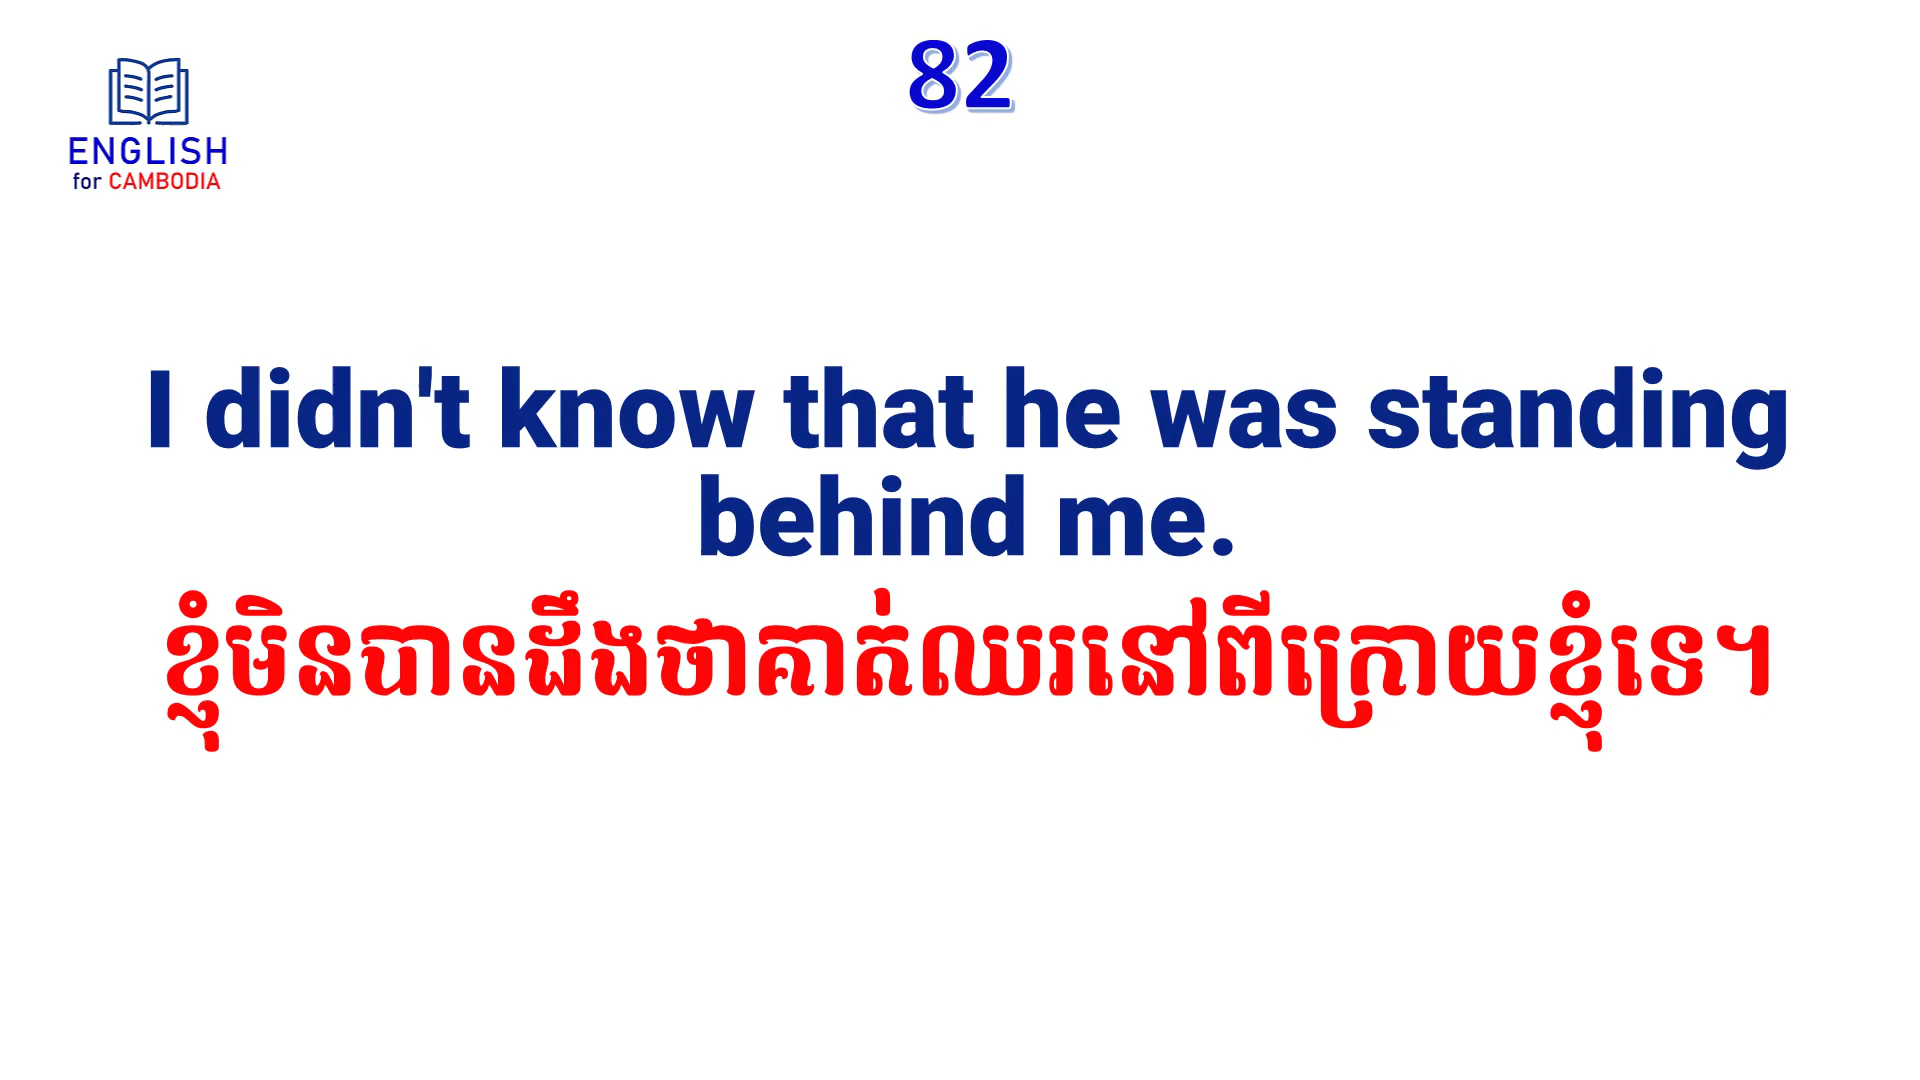 82
ENGLISH
for CAMBODIA
I didn't know that he was standing
behind me.
ខ្ញុំមិនបានដឹងថាគាត់ឈរនៅពីក្រោយខ្ញុំទេ។